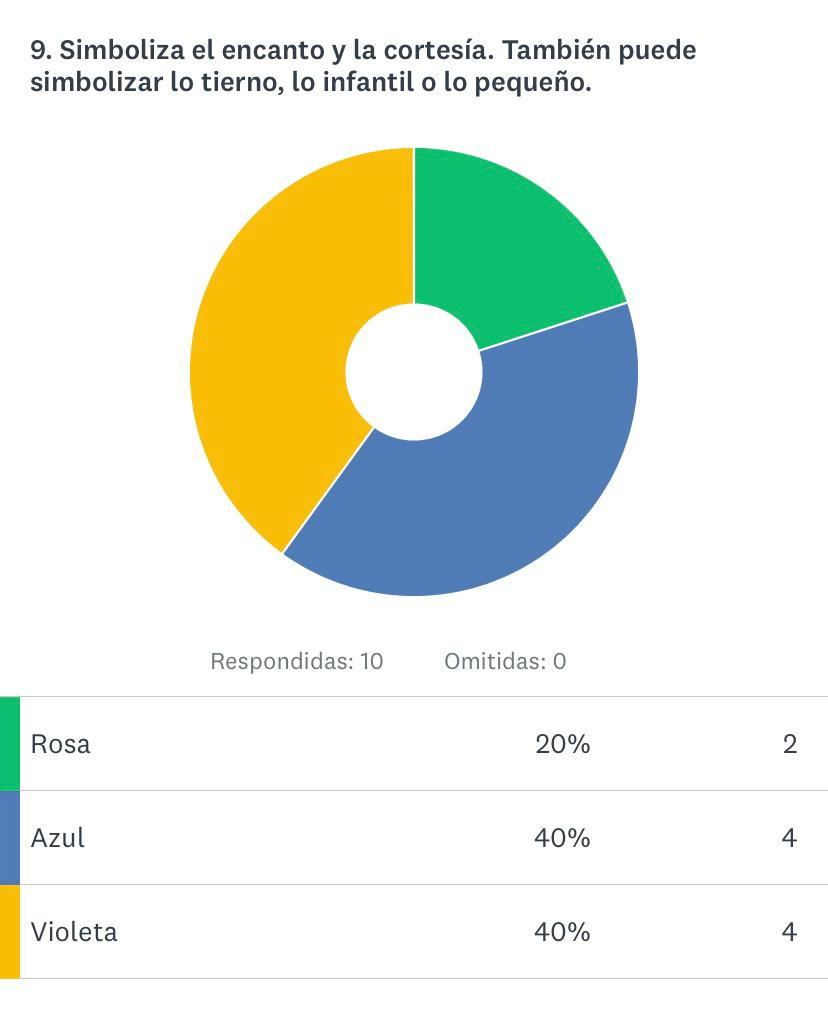 9. Simboliza el encanto y la cortesía. También puede
simbolizar lo tierno, lo infantil o lo pequeño.
Respondidas: 10 Omitidas: 0
Rosa 20% 2
Azul 40% 4
Violeta 40% 4